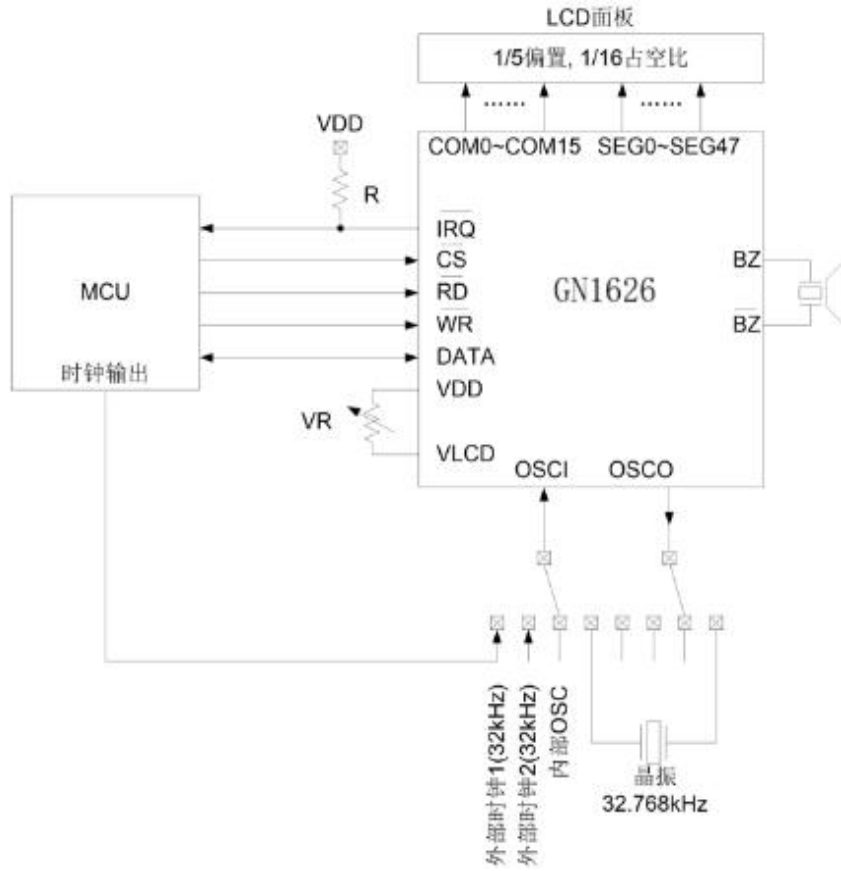 LCD面板
1/5偏置, 1/16占空比
......
......
VDD
COM0~COM15
SEG0~SEG47
R
IRQ
CS
RD
WR
DATA
VDD
VLCD
MCU
时钟输出
VR
GN1626
BZ
BZ
OSCI
OSCO
外部时钟1(32kHz)
外部时钟2(32kHz)
内部OSC
晶振
32.768kHz